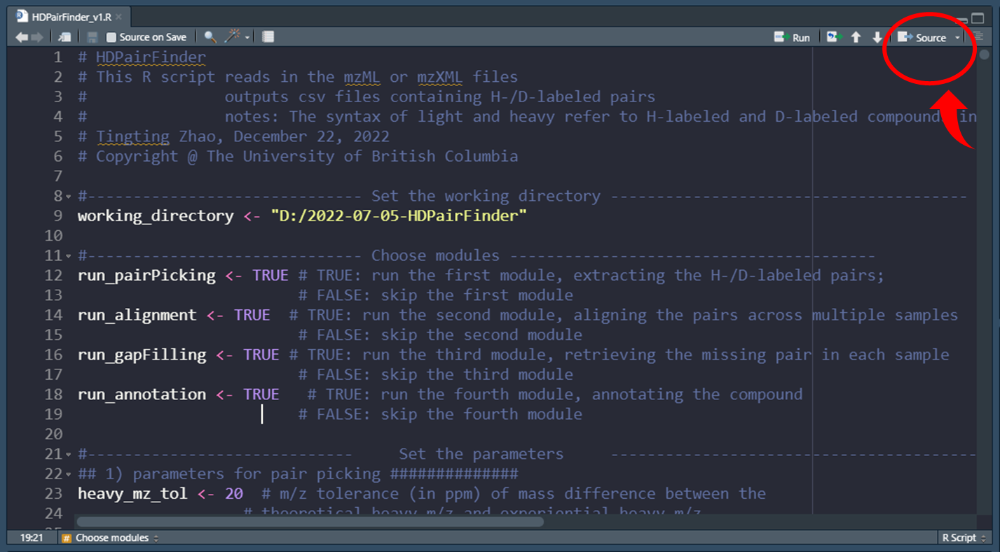 HDPairFinder_v1.R
Source on Save Run Source
1 # HDPairFinder
2 # This R script reads in the mzML or mzXML files
3 # outputs csv files containing H-/D-labeled pairs
4 # notes: The syntax of light and heavy refer to H-labeled and D-labeled compounds in
5 # Tingting Zhao, December 22, 2022
6 # Copyright @ The University of British Columbia
7
8 #------------------------------ Set the working directory ---------------------------------------
9 working_directory <- "D:/2022-07-05-HDPairFinder"
10
11 #------------------------------ Choose modules ----------------------------------------
12 run_pairPicking <- TRUE # TRUE: run the first module, extracting the H-/D-labeled pairs;
13 # FALSE: skip the first module
14 run_alignment <- TRUE # TRUE: run the second module, aligning the pairs across multiple samples
15 # FALSE: skip the second module
16 run_gapFilling <- TRUE # TRUE: run the third module, retrieving the missing pair in each sample
17 # FALSE: skip the third module
18 run_annotation <- TRUE # TRUE: run the fourth module, annotating the compound
19 # FALSE: skip the fourth module
20
21 #----------------------------- Set the parameters ----------------------------------------
22 ## 1) parameters for pair picking ##############
23 heavy_mz_tol <- 20 # m/z tolerance (in ppm) of mass difference between the
24 # theoretical heavy m/z and experiential heavy m/z
19:21 # Choose modules R Script